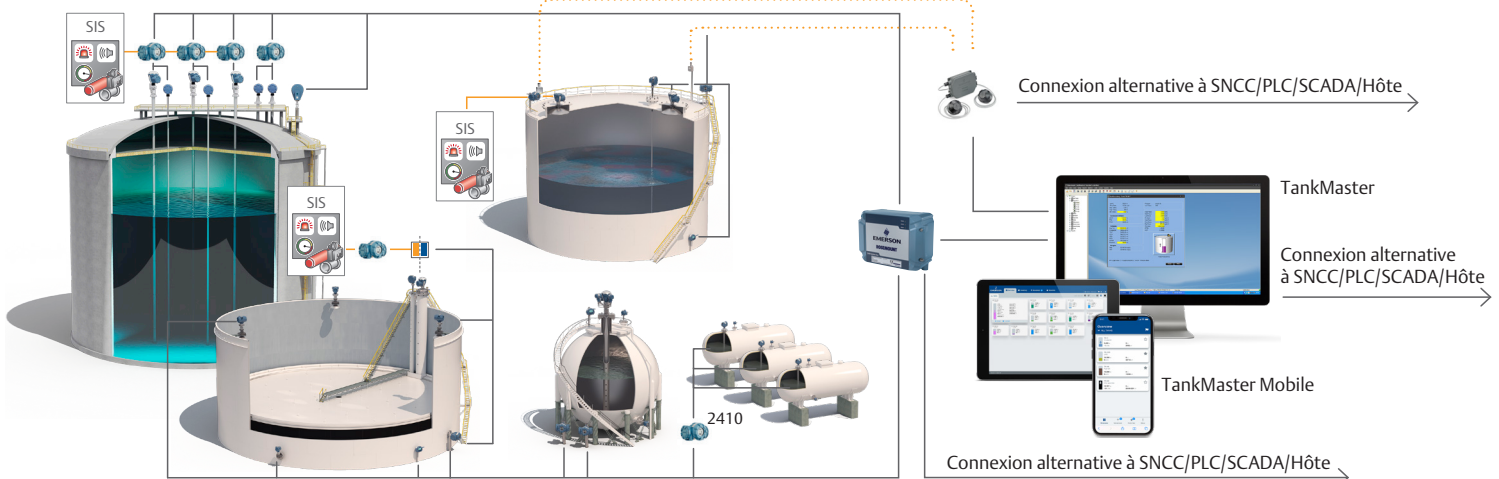 SIS
SIS
Connexion alternative à SNCC/PLC/SCADA/Hôte
TankMaster
SIS
EMERSON
ROSEMOUNT
Connexion alternative
à SNCC/PLC/SCADA/Hôte
TankMaster Mobile
2410
Connexion alternative à SNCC/PLC/SCADA/Hôte